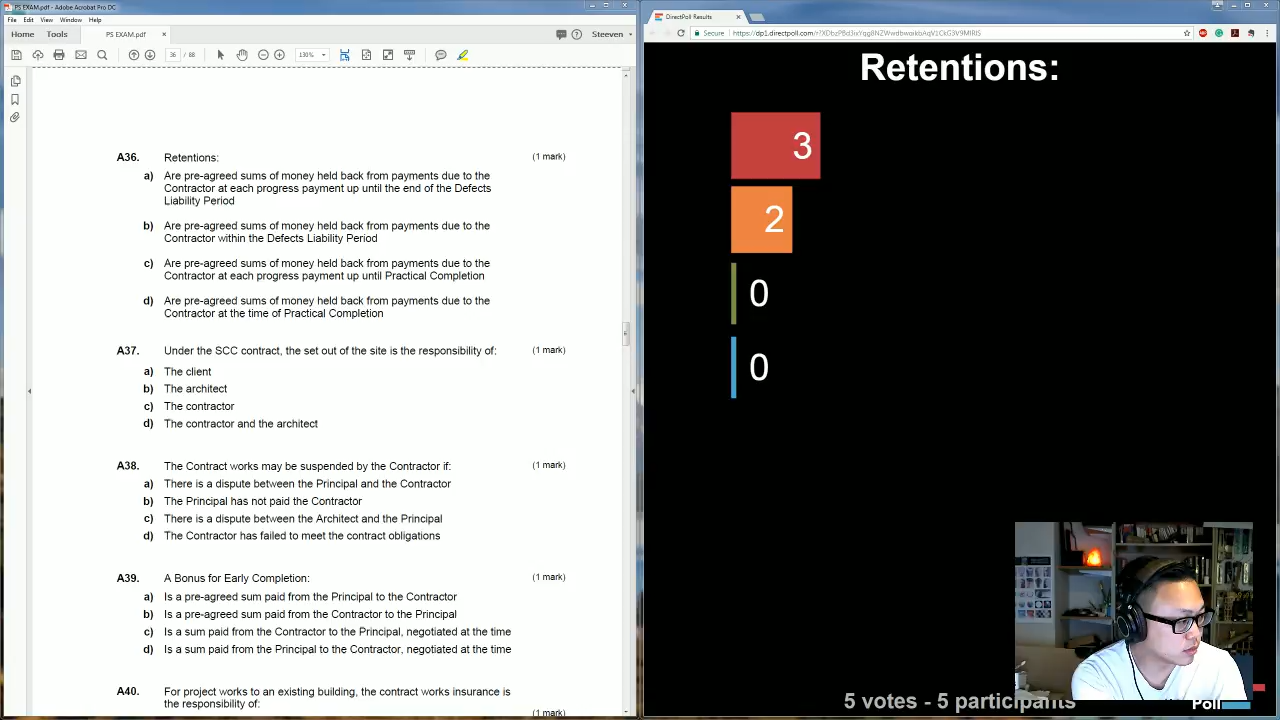 PS EXAM.pdf - Adobe Acrobat Pro DC
File Edit View Window Help
Home Tools PS EXAM.pdf × Steeven
36 / 88 130%
A36. Retentions: (1 mark)
a) Are pre-agreed sums of money held back from payments due to the
Contractor at each progress payment up until the end of the Defects
Liability Period
b) Are pre-agreed sums of money held back from payments due to the
Contractor within the Defects Liability Period
c) Are pre-agreed sums of money held back from payments due to the
Contractor at each progress payment up until Practical Completion
d) Are pre-agreed sums of money held back from payments due to the
Contractor at the time of Practical Completion
A37. Under the SCC contract, the set out of the site is the responsibility of: (1 mark)
a) The client
b) The architect
c) The contractor
d) The contractor and the architect
A38. The Contract works may be suspended by the Contractor if: (1 mark)
a) There is a dispute between the Principal and the Contractor
b) The Principal has not paid the Contractor
c) There is a dispute between the Architect and the Principal
d) The Contractor has failed to meet the contract obligations
A39. A Bonus for Early Completion: (1 mark)
a) Is a pre-agreed sum paid from the Principal to the Contractor
b) Is a pre-agreed sum paid from the Contractor to the Principal
c) Is a sum paid from the Contractor to the Principal, negotiated at the time
d) Is a sum paid from the Principal to the Contractor, negotiated at the time
A40. For project works to an existing building, the contract works insurance is
the responsibility of:
(1 mark)
DirectPoll Results
Secure
Retentions:
3
2
0
0
5 votes - 5 participants
Poll